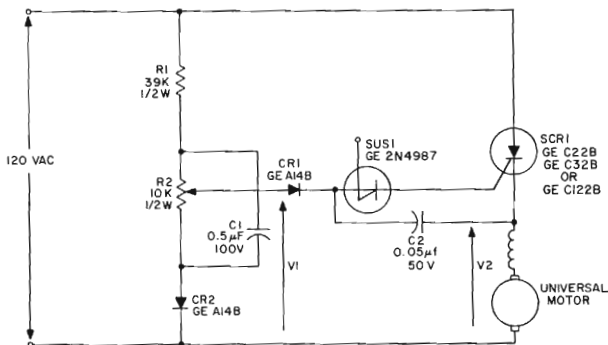 120 VAC
R1
39K
1/2W
R2
10K
1/2W
C1
0.5μF
100V
CR2
GE A14B
CR1
GE A14B
V1
SUS1
GE 2N4987
C2
0.05μf
50V
V2
SCR1
GE C22B
GE C32B
OR
GE C122B
UNIVERSAL
MOTOR